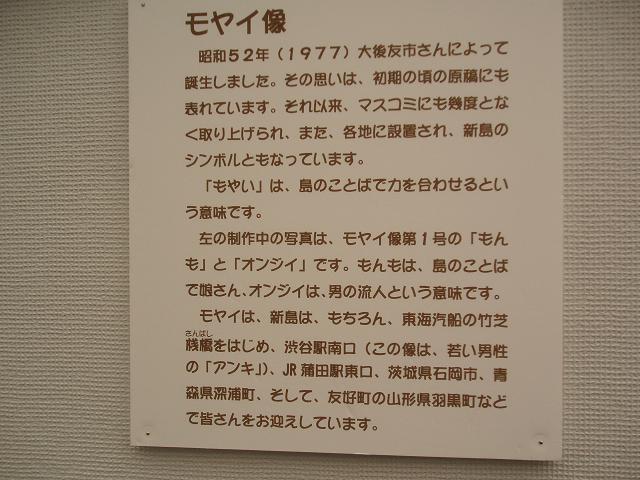 モヤイ像
昭和52年(1977)大後友市さんによって
誕生しました。その思いは、初期の頃の原稿にも
表れています。それ以来、マスコミにも幾度とな
く取り上げられ、また、各地に設置され、新島の
シンボルともなっています。
「もやい」は、島のことばで力を合わせるとい
う意味です。
左の制作中の写真は、モヤイ像第1号の「もん
も」と「オンジイ」です。もんもは、島のことば
で娘さん、オンジイは、男の流人という意味です。
モヤイは、新島は、もちろん、東海汽船の竹芝
さんばし
桟橋をはじめ、渋谷駅南口(この像は、若い男性
の「アンキ」)、JR蒲田駅東口、茨城県石岡市、青
森県深浦町、そして、友好町の山形県羽黒町など
で皆さんをお迎えしています。